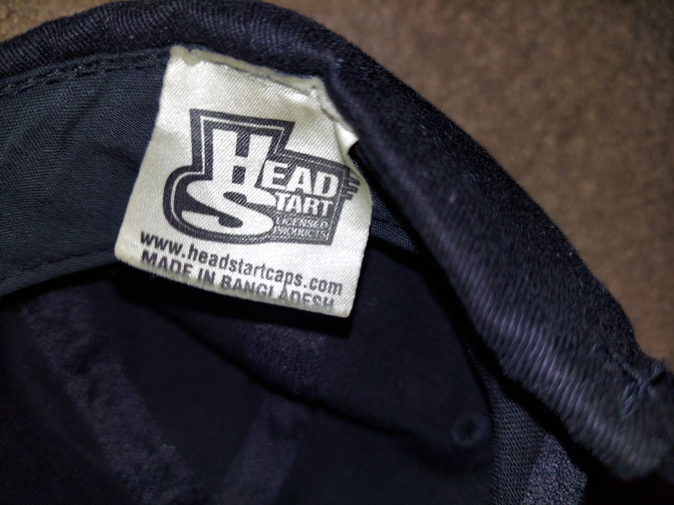 HEAD
START
LICENSED
PRODUCTS
www.headstartcaps.com
MADE IN BANGLADESH